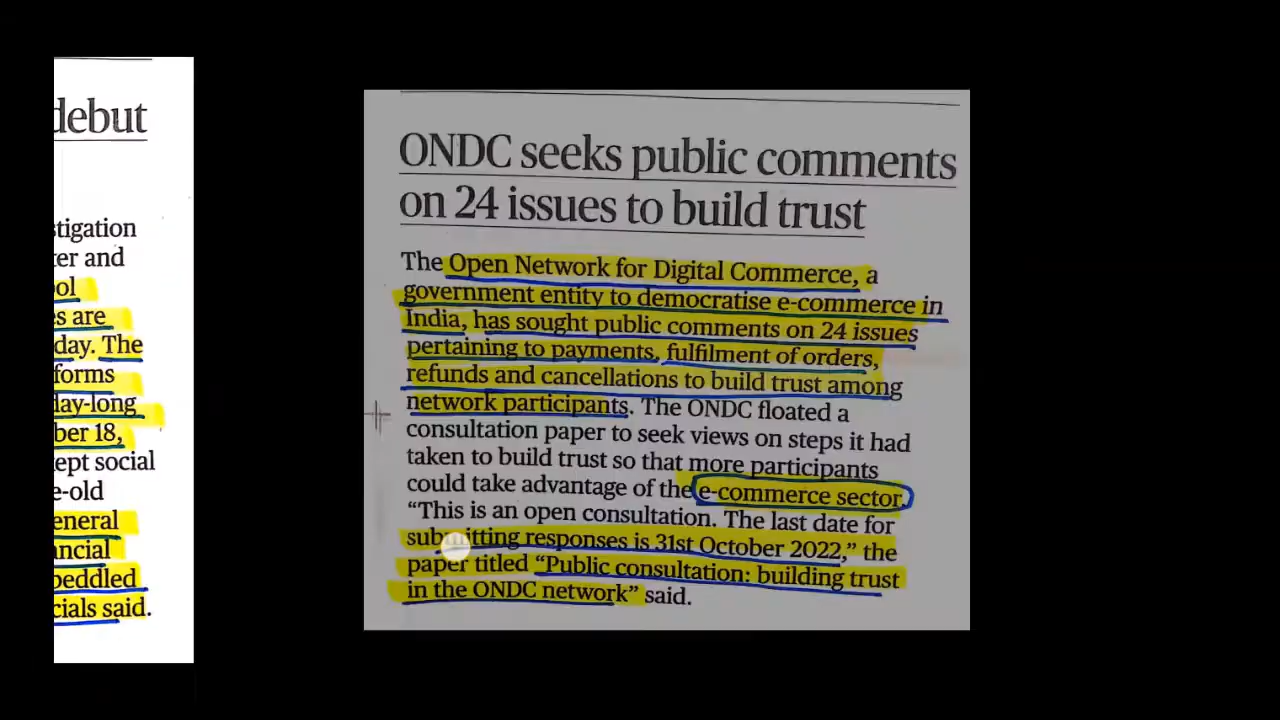 debut
stigation
ter and
ol
s are
day. The
forms
day-long
ber 18,
ept social
e-old
eneral
ncial
peddled
cials said.
ONDC seeks public comments
on 24 issues to build trust
The Open Network for Digital Commerce, a
government entity to democratise e-commerce in
India, has sought public comments on 24 issues
pertaining to payments, fulfilment of orders,
refunds and cancellations to build trust among
network participants. The ONDC floated a
consultation paper to seek views on steps it had
taken to build trust so that more participants
could take advantage of the e-commerce sector.
“This is an open consultation. The last date for
submitting responses is 31st October 2022,” the
paper titled “Public consultation: building trust
in the ONDC network” said.